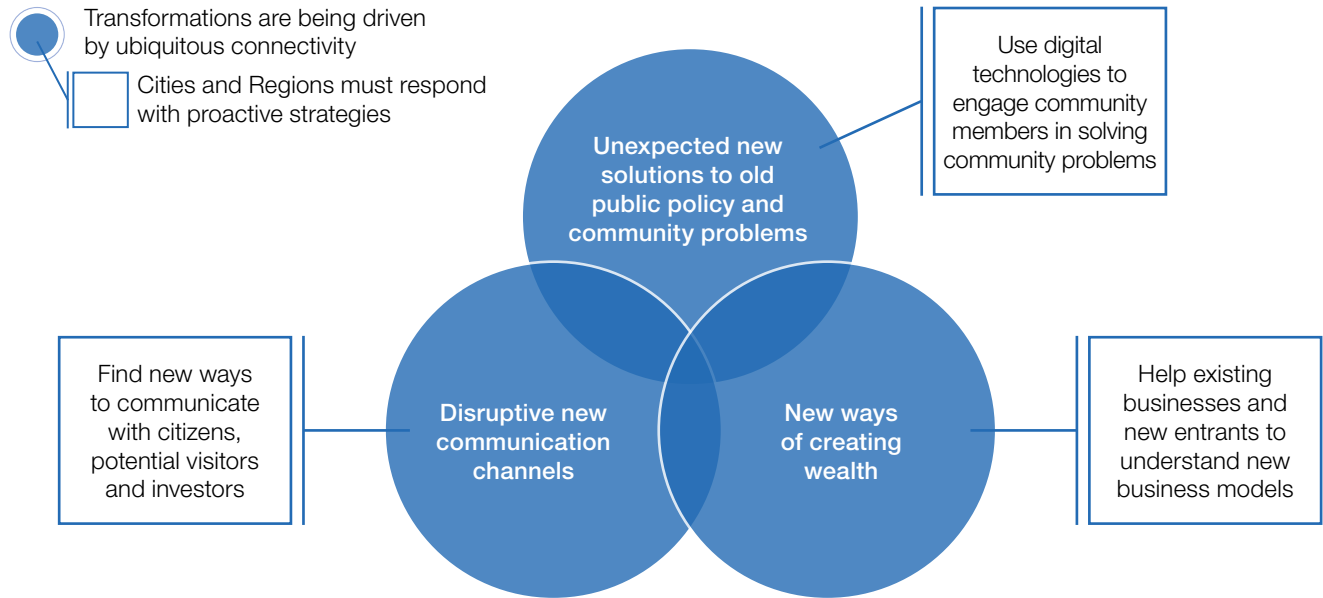 Transformations are being driven
by ubiquitous connectivity
Cities and Regions must respond
with proactive strategies
Use digital
technologies to
engage community
members in solving
community problems
Unexpected new
solutions to old
public policy and
community problems
Find new ways
to communicate
with citizens,
potential visitors
and investors
Disruptive new
communication
channels
New ways
of creating
wealth
Help existing
businesses and
new entrants to
understand new
business models